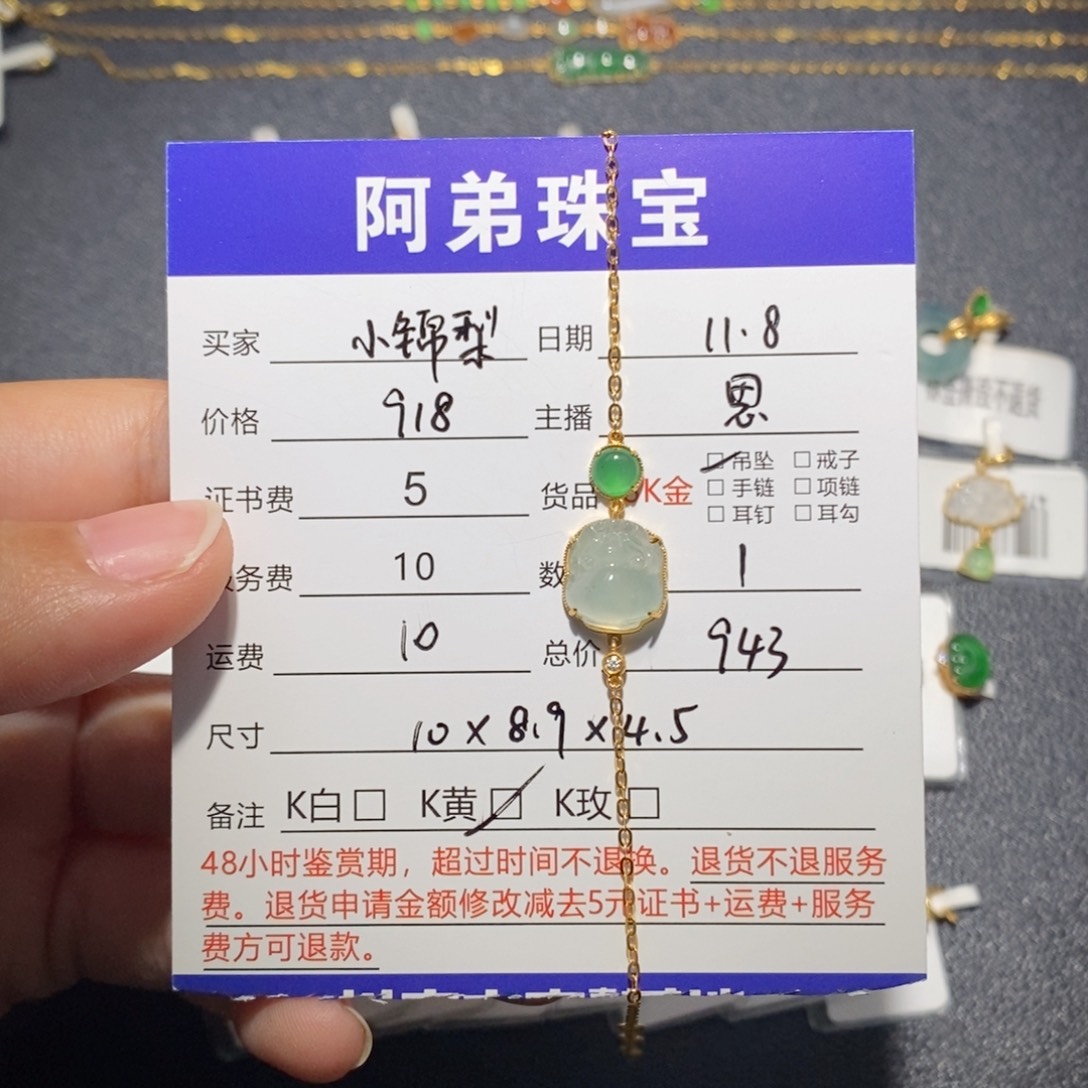 阿弟珠宝
买家 小锦梨 日期 11.8
价格 918 主播 恩
证书费 5 货品 K金 □吊坠 □戒子
□手链 □项链
□耳钉 □耳勾
务费 10 数 1
运费 10 总价 943
尺寸 10×8.9×4.5
备注 K白□ K黄□ K玫□
48小时鉴赏期，超过时间不退换。退货不退服务
费。退货申请金额修改减去5元证书+运费+服务
费方可退款。